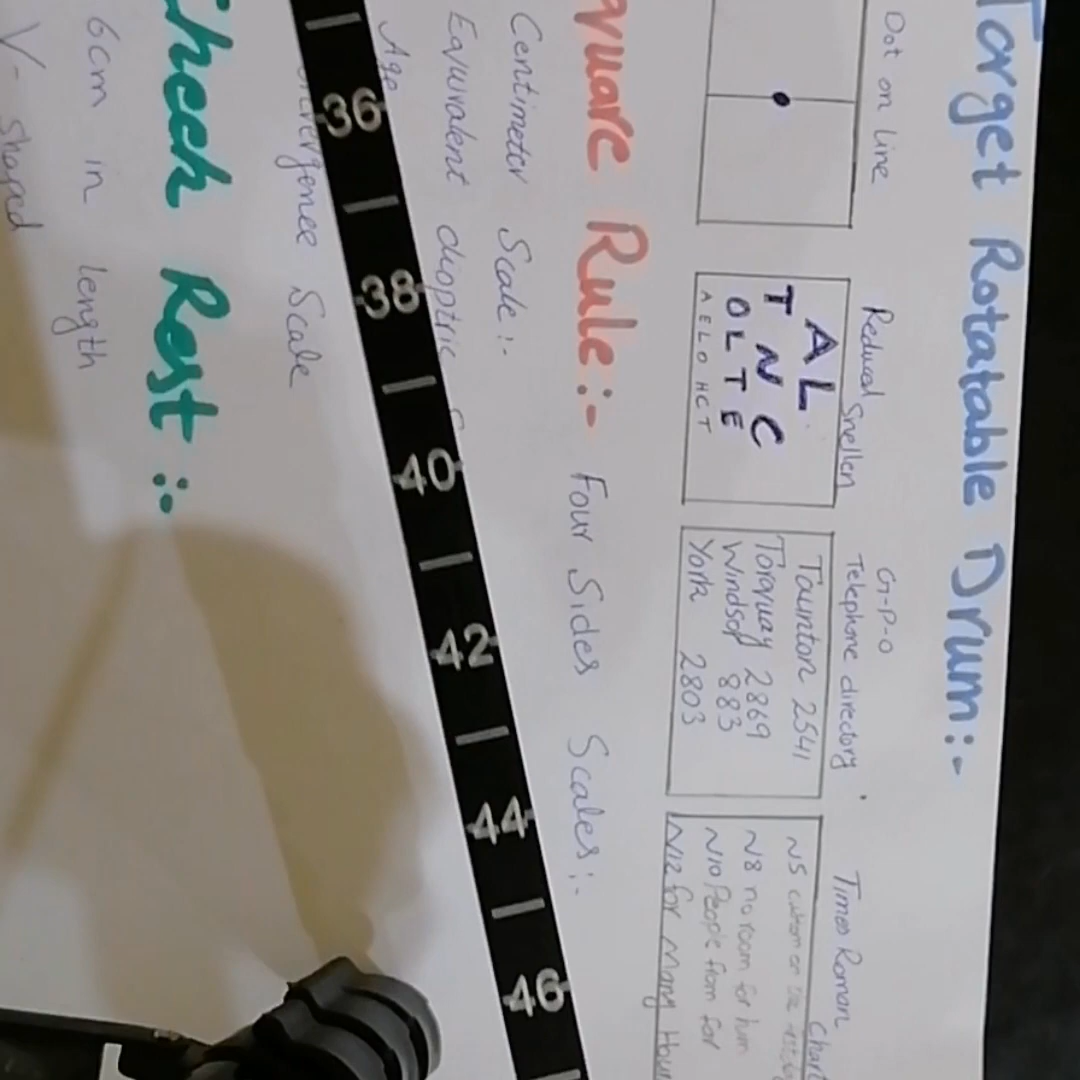 Target Rotatable Drum:-
Dot on Line
Reduced Snellen
G-P-O
Telephone directory
Times Roman
Chart
AL
TNC
OLTE
AELOHCT
Taunton 2541
Torquay 2869
Windsor 883
York 2803
N5
N8 no room for him
N10 People from far
N12 for Many Hour
Rule:- Four Sides Scales:-
Centimeter Scale:-
Equivalent dioptric
Age
Scale
Rest:-
6cm in length
V-shaped
36
38
40
42
44
46